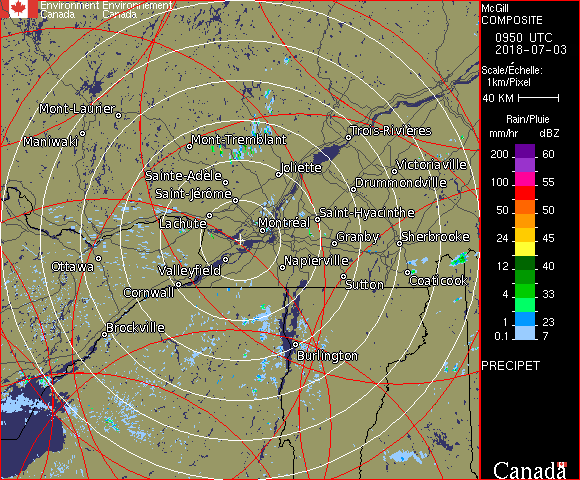 Environment Environnement
Canada Canada
McGill
COMPOSITE
0950 UTC
2018-07-03
Scale/Échelle:
1km/Pixel
40 KM
Rain/Pluie
mm/hr dBZ
200 60
100 55
50 50
24 45
12 40
4 33
1 23
0.1 7
PRECIPET
Canada
Mont-Laurier
Maniwaki
Mont-Tremblant
Trois-Rivières
Sainte-Adèle
Joliette
Victoriaville
Saint-Jérôme
Drummondville
Lachute
Montréal
Saint-Hyacinthe
Granby
Sherbrooke
Ottawa
Valleyfield
Napierville
Cornwall
Sutton
Coaticook
Brockville
Burlington